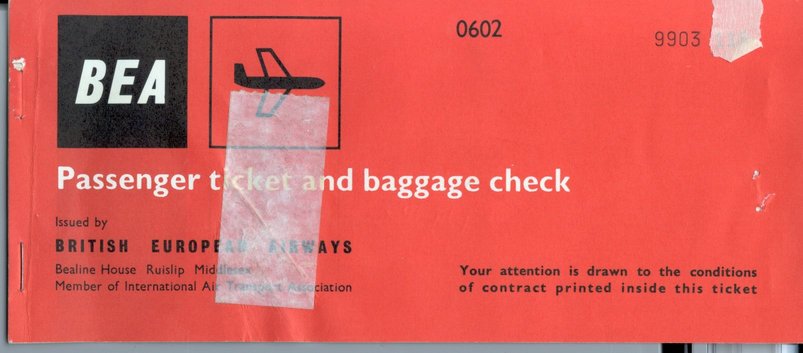 BEA
0602
9903
Passenger ticket and baggage check
Issued by
BRITISH EUROPEAN AIRWAYS
Bealine House Ruislip Middlesex
Member of International Air Transport Association
Your attention is drawn to the conditions
of contract printed inside this ticket